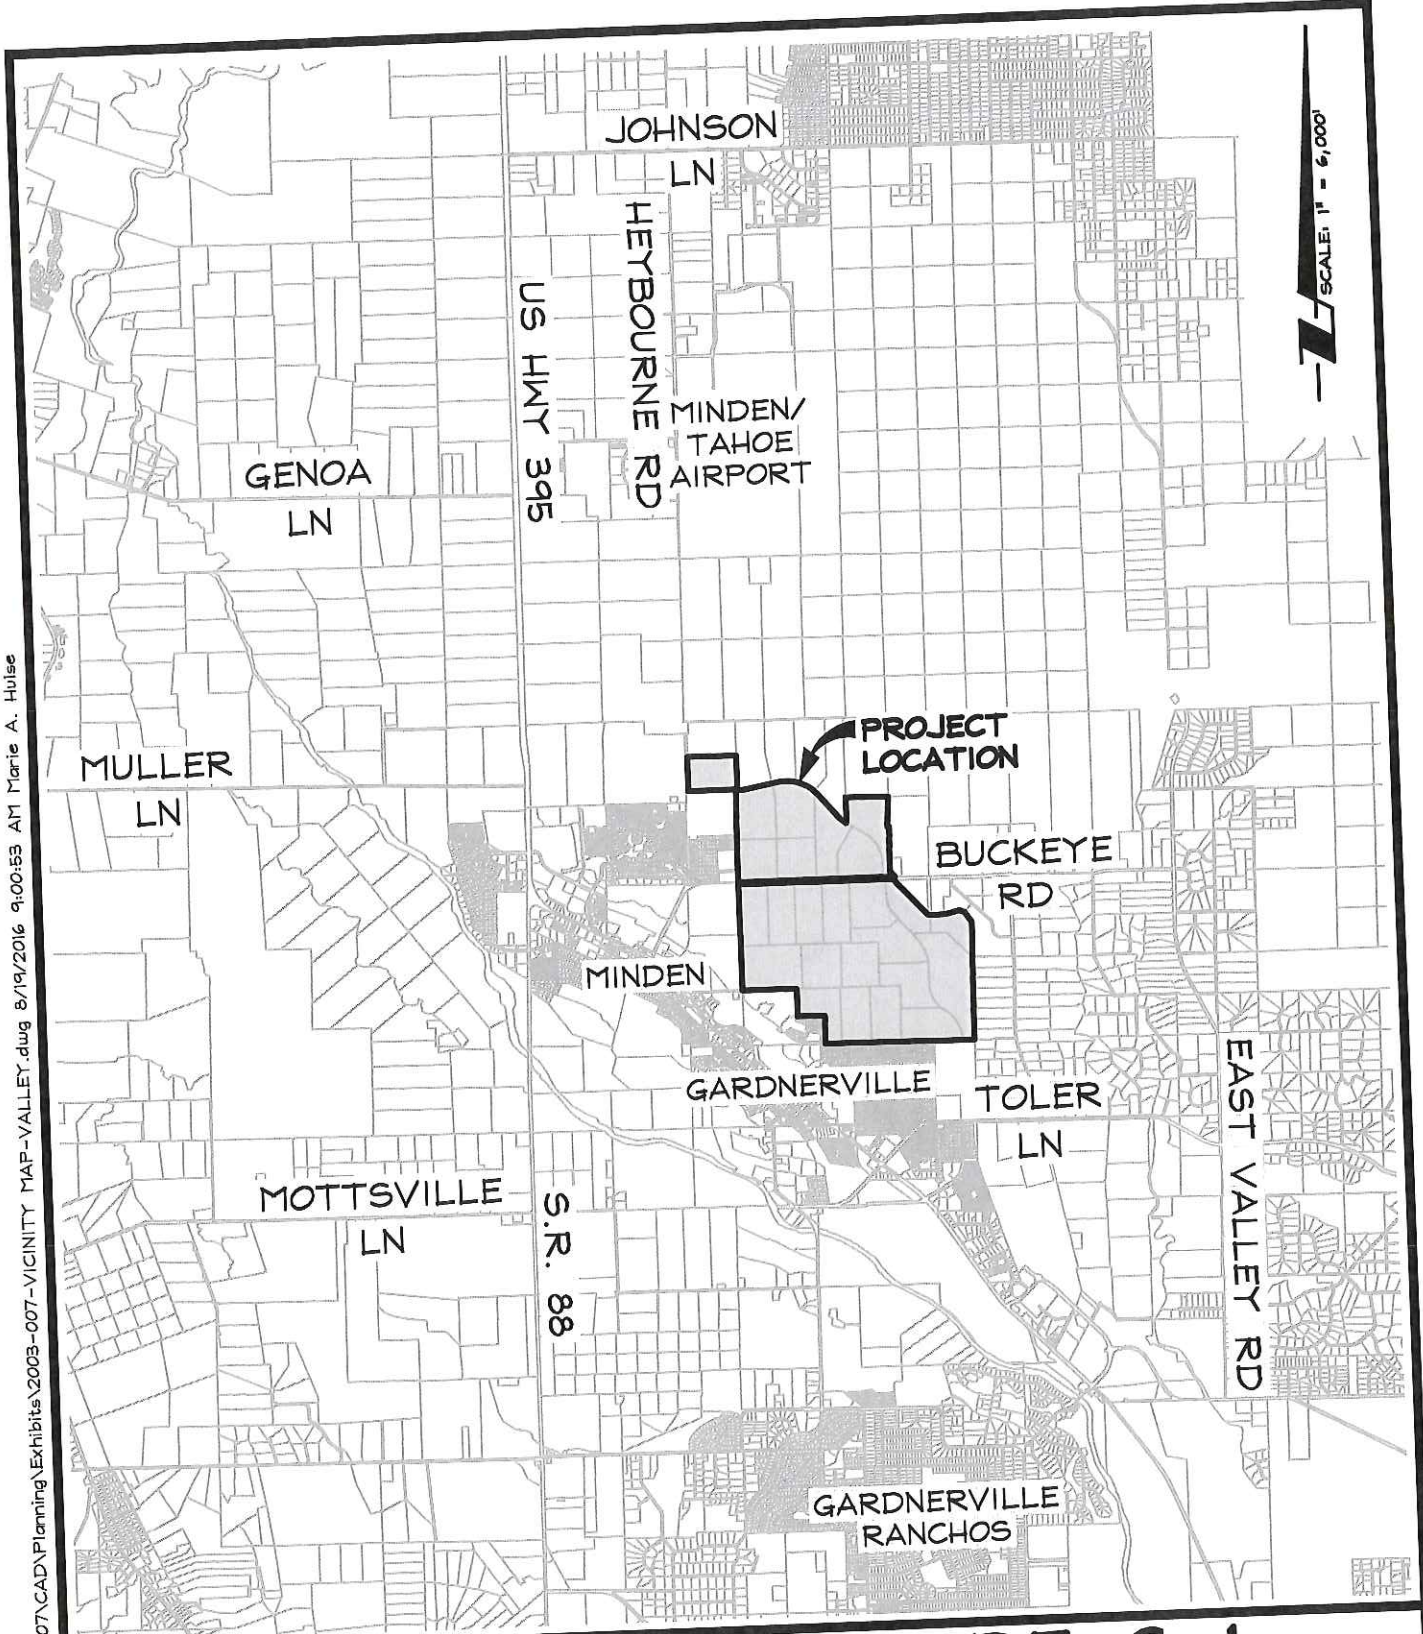 JOHNSON
LN
HEYBOURNE RD
US HWY 395
SCALE: 1" = 6,000'
MINDEN/
TAHOE
AIRPORT
GENOA
LN
PROJECT
LOCATION
MULLER
LN
BUCKEYE
RD
MINDEN
GARDNERVILLE
TOLER
LN
EAST VALLEY RD
MOTTSVILLE
LN
S.R. 88
GARDNERVILLE
RANCHOS
07\CAD\Planning\Exhibits\2003-007-VICINITY MAP-VALLEY.dwg 8/19/2016 9:00:53 AM Marie A. Hulse